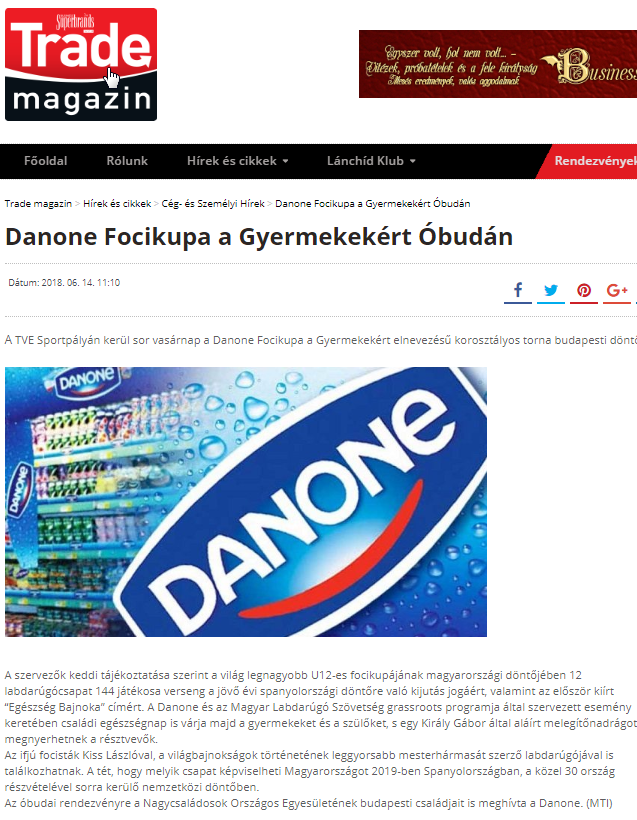 Superbrands
Trade
magazin
Egyszer volt, hol nem volt... –
Vitézek, próbatételek és a fele királyság
Mesés eredmények, valós aggodalmak
Business
Főoldal Rólunk Hírek és cikkek Lánchíd Klub Rendezvények
Trade magazin > Hírek és cikkek > Cég- és Személyi Hírek > Danone Focikupa a Gyermekekért Óbudán
Danone Focikupa a Gyermekekért Óbudán
Dátum: 2018. 06. 14. 11:10
A TVE Sportpályán kerül sor vasárnap a Danone Focikupa a Gyermekekért elnevezésű korosztályos torna budapesti dönt
DANONE
DANONE
DANONE
A szervezők keddi tájékoztatása szerint a világ legnagyobb U12-es focikupájának magyarországi döntőjében 12
labdarúgócsapat 144 játékosa verseng a jövő évi spanyolországi döntőre való kijutás jogáért, valamint az először kiírt
“Egészség Bajnoka” címért. A Danone és az Magyar Labdarúgó Szövetség grassroots programja által szervezett esemény
keretében családi egészségnap is várja majd a gyermekeket és a szülőket, s egy Király Gábor által aláírt melegítőnadrágot
megnyerhetnek a résztvevők.
Az ifjú focisták Kiss Lászlóval, a világbajnokságok történetének leggyorsabb mesterhármasát szerző labdarúgójával is
találkozhatnak. A tét, hogy melyik csapat képviselheti Magyarországot 2019-ben Spanyolországban, a közel 30 ország
részvételével sorra kerülő nemzetközi döntőben.
Az óbudai rendezvényre a Nagycsaládosok Országos Egyesületének budapesti családjait is meghívta a Danone. (MTI)